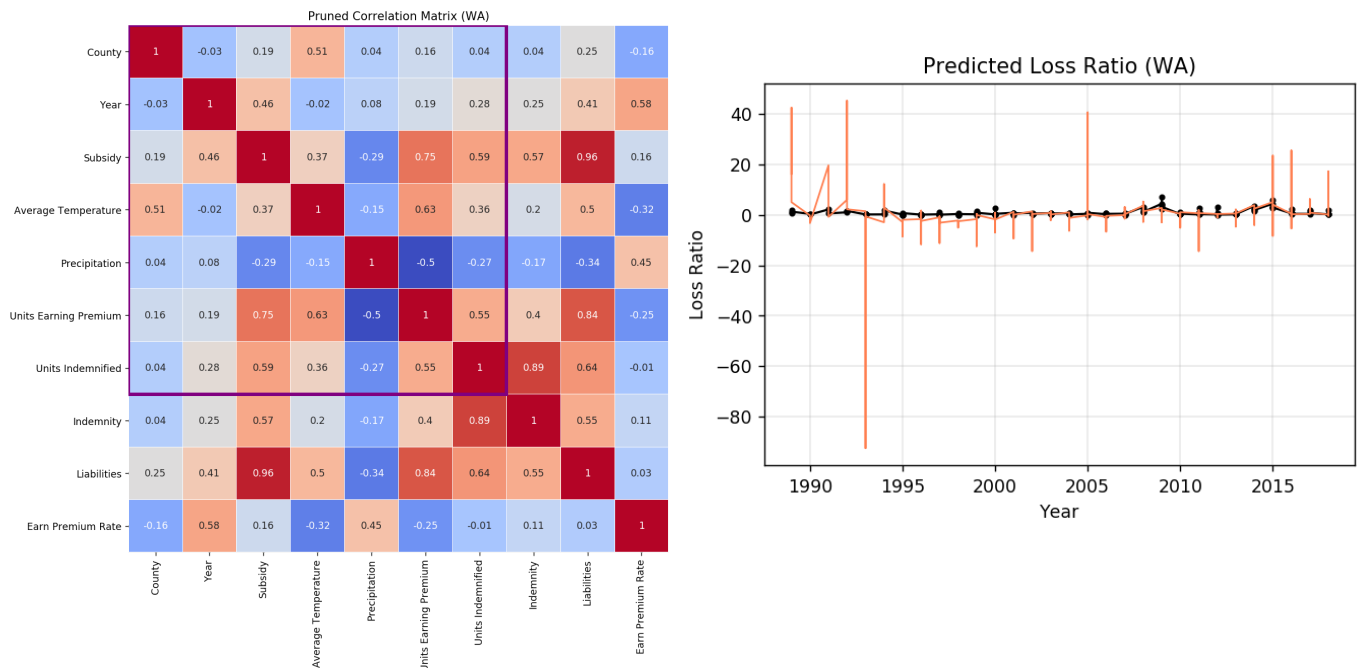 Pruned Correlation Matrix (WA)
County 1 -0.03 0.19 0.51 0.04 0.16 0.04 0.04 0.25 -0.16
Year -0.03 1 0.46 -0.02 0.08 0.19 0.28 0.25 0.41 0.58
Subsidy 0.19 0.46 1 0.37 -0.29 0.75 0.59 0.57 0.96 0.16
Average Temperature 0.51 -0.02 0.37 1 -0.15 0.63 0.36 0.2 0.5 -0.32
Precipitation 0.04 0.08 -0.29 -0.15 1 -0.5 -0.27 -0.17 -0.34 0.45
Units Earning Premium 0.16 0.19 0.75 0.63 -0.5 1 0.55 0.4 0.84 -0.25
Units Indemnified 0.04 0.28 0.59 0.36 -0.27 0.55 1 0.89 0.64 -0.01
Indemnity 0.04 0.25 0.57 0.2 -0.17 0.4 0.89 1 0.55 0.11
Liabilities 0.25 0.41 0.96 0.5 -0.34 0.84 0.64 0.55 1 0.03
Earn Premium Rate -0.16 0.58 0.16 -0.32 0.45 -0.25 -0.01 0.11 0.03 1
County
Year
Subsidy
Average Temperature
Precipitation
Units Earning Premium
Units Indemnified
Indemnity
Liabilities
Earn Premium Rate
Predicted Loss Ratio (WA)
Loss Ratio
40
20
0
−20
−40
−60
−80
1990 1995 2000 2005 2010 2015
Year